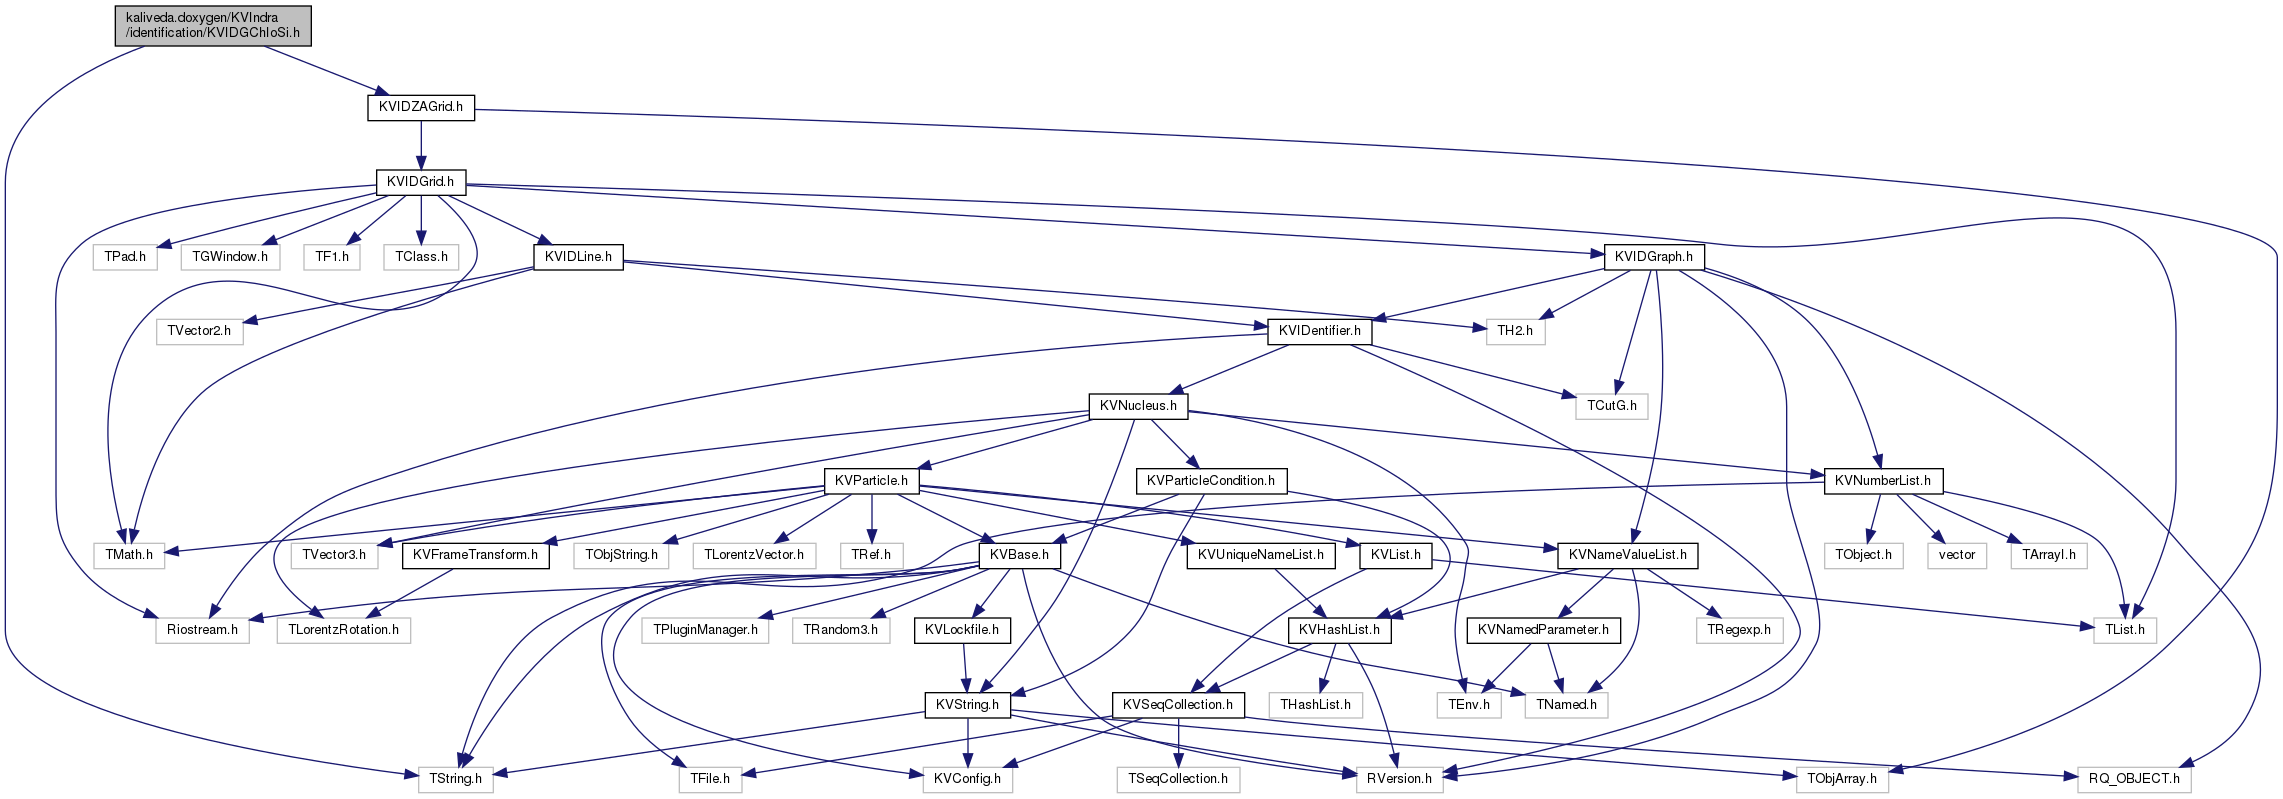 kaliveda.doxygen/KVIndra
/identification/KVIDGChIoSi.h
KVIDZAGrid.h
KVIDGrid.h
TPad.h
TGWindow.h
TF1.h
TClass.h
KVIDLine.h
KVIDGraph.h
TVector2.h
KVIDentifier.h
TH2.h
KVNucleus.h
TCutG.h
KVParticle.h
KVParticleCondition.h
KVNumberList.h
TMath.h
TVector3.h
KVFrameTransform.h
TObjString.h
TLorentzVector.h
TRef.h
KVBase.h
KVUniqueNameList.h
KVList.h
KVNameValueList.h
TObject.h
vector
TArrayI.h
Riostream.h
TLorentzRotation.h
TPluginManager.h
TRandom3.h
KVLockfile.h
KVHashList.h
KVNamedParameter.h
TRegexp.h
TList.h
KVString.h
KVSeqCollection.h
THashList.h
TEnv.h
TNamed.h
TString.h
TFile.h
KVConfig.h
TSeqCollection.h
RVersion.h
TObjArray.h
RQ_OBJECT.h